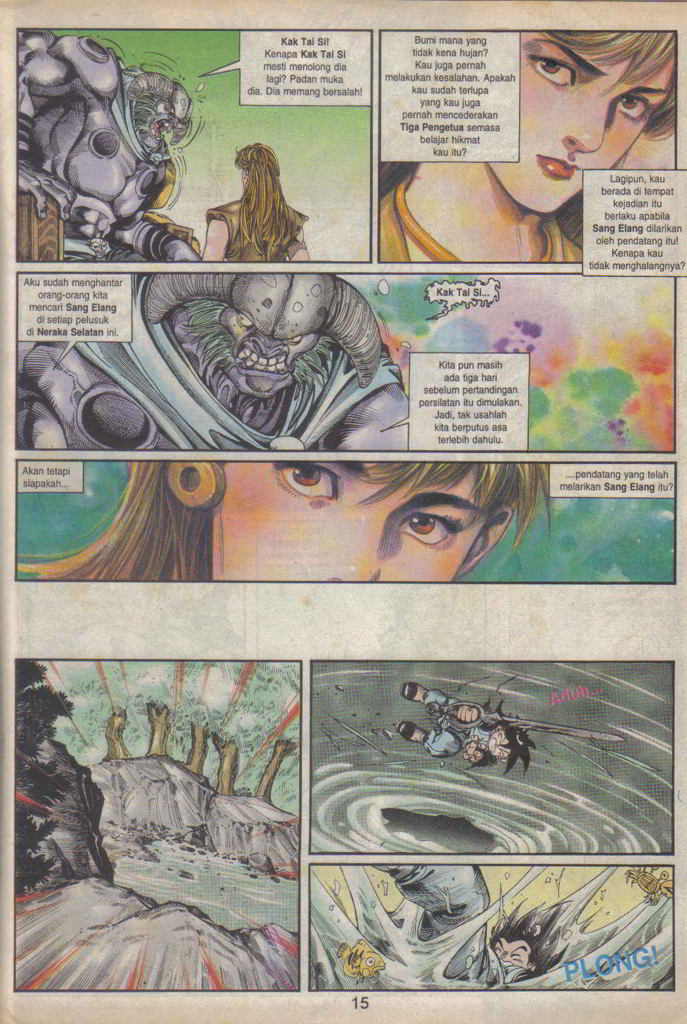 Kak Tai Si!
Kenapa Kak Tai Si
mesti menolong dia
lagi? Padan muka
dia. Dia memang bersalah!
Bumi mana yang
tidak kena hujan?
Kau juga pernah
melakukan kesalahan. Apakah
kau sudah terlupa
yang kau juga
pernah mencederakan
Tiga Pengetua semasa
belajar hikmat
kau itu?
Lagipun, kau
berada di tempat
kejadian itu
berlaku apabila
Sang Elang dilarikan
oleh pendatang itu!
Kenapa kau
tidak menghalangnya?
Aku sudah menghantar
orang-orang kita
mencari Sang Elang
di setiap pelusuk
di Neraka Selatan ini.
Kak Tai Si...
Kita pun masih
ada tiga hari
sebelum pertandingan
persilatan itu dimulakan.
Jadi, tak usahlah
kita berputus asa
terlebih dahulu.
Akan tetapi
siapakah...
....pendatang yang telah
melarikan Sang Elang itu?
Aduh...
PLONG!
15